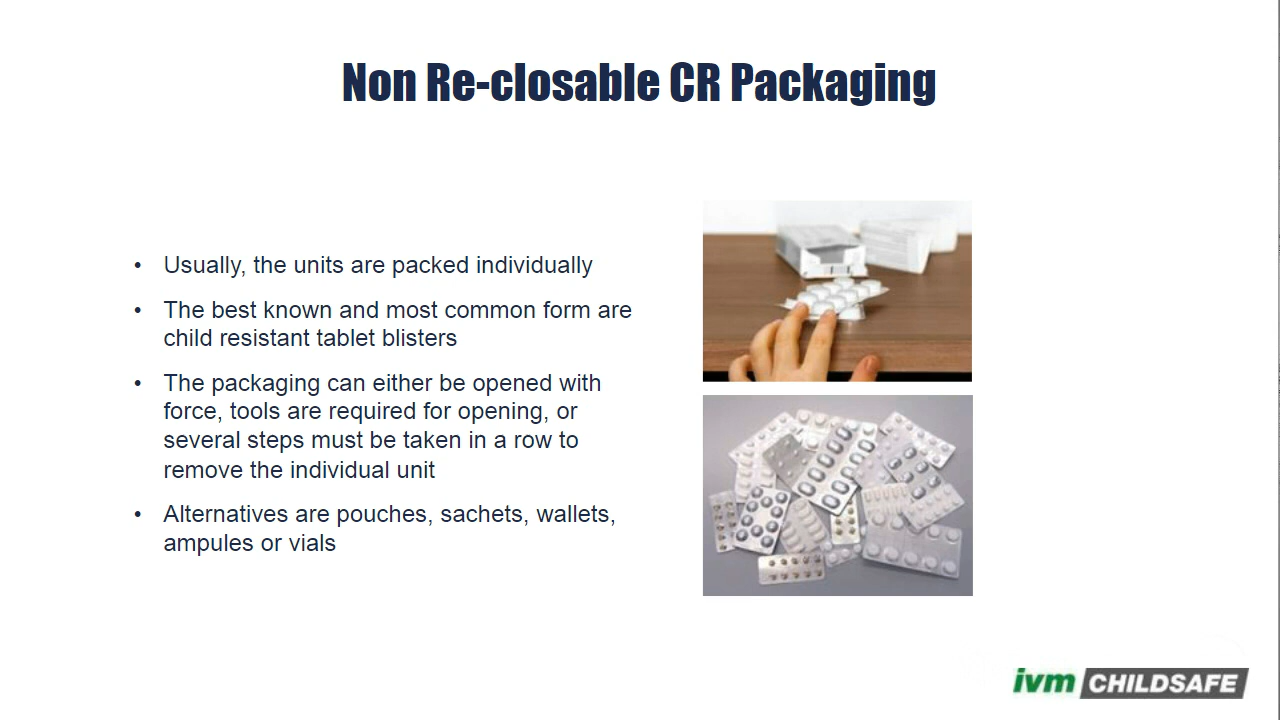 Non Re-closable CR Packaging
• Usually, the units are packed individually
• The best known and most common form are
child resistant tablet blisters
• The packaging can either be opened with
force, tools are required for opening, or
several steps must be taken in a row to
remove the individual unit
• Alternatives are pouches, sachets, wallets,
ampules or vials
ivm CHILDSAFE